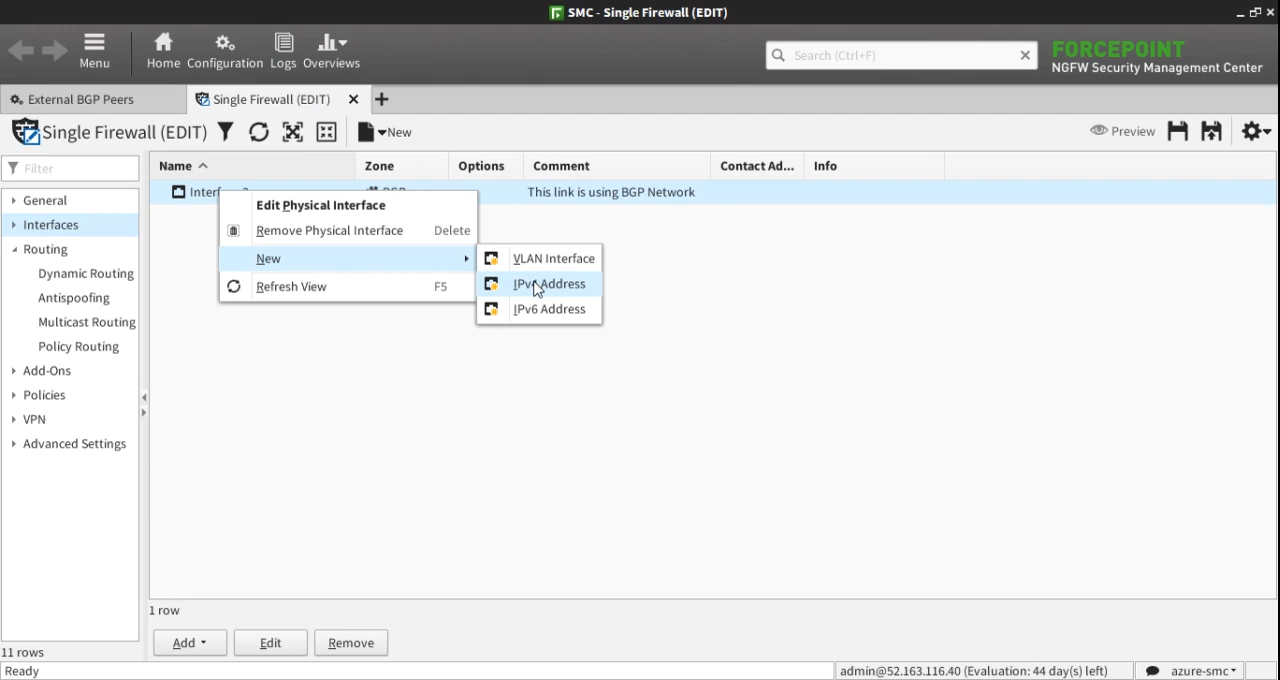 SMC - Single Firewall (EDIT)
Menu
Home Configuration Logs Overviews
Search (Ctrl+F)
FORCEPOINT
NGFW Security Management Center
External BGP Peers
Single Firewall (EDIT)
Single Firewall (EDIT)
New
Preview
Filter
Name Zone Options Comment Contact Ad... Info
This link is using BGP Network
General
Interfaces
Routing
Dynamic Routing
Antispoofing
Multicast Routing
Policy Routing
Add-Ons
Policies
VPN
Advanced Settings
Edit Physical Interface
Remove Physical Interface Delete
New
Refresh View F5
VLAN Interface
IPv4 Address
IPv6 Address
1 row
Add Edit Remove
11 rows
Ready
admin@52.163.116.40 (Evaluation: 44 day(s) left)
azure-smc